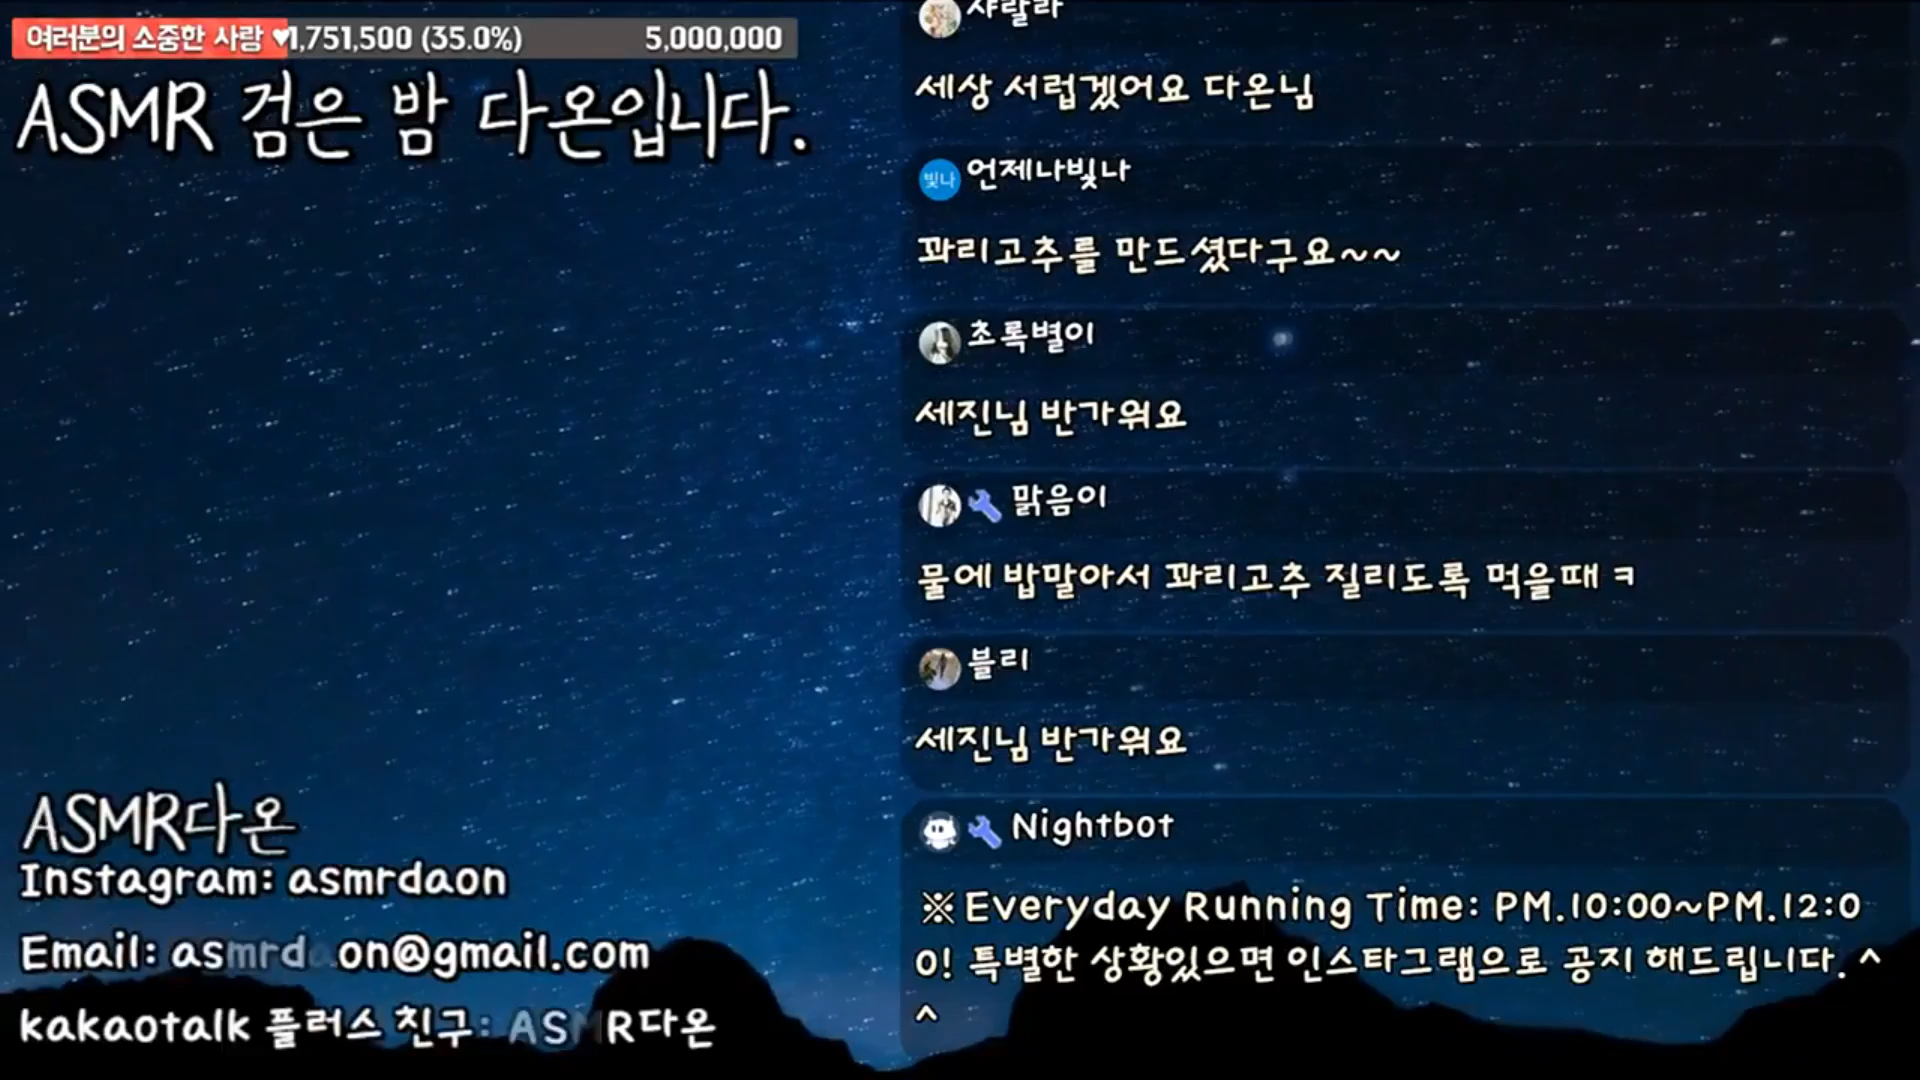 여러분의 소중한 사랑 ♥1,751,500 (35.0%) 5,000,000
ASMR 검은 밤 다온입니다.
ASMR다온
Instagram: asmrdaon
Email: asmrdaon@gmail.com
kakaotalk 플러스 친구: ASMR다온
샤랄라
세상 서럽겠어요 다온님
빛나 언제나빛나
꽈리고추를 만드셨다구요~~
초록별이
세진님 반가워요
맑음이
물에 밥말아서 꽈리고추 질리도록 먹을때 ㅋ
블리
세진님 반가워요
Nightbot
※Everyday Running Time: PM.10:00~PM.12:0
0! 특별한 상황있으면 인스타그램으로 공지 해드립니다. ^
^